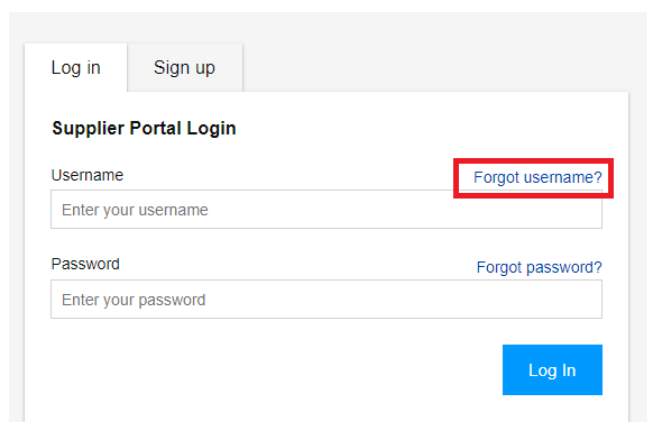 Log in Sign up
Supplier Portal Login
Username Forgot username?
Enter your username
Password Forgot password?
Enter your password
Log In